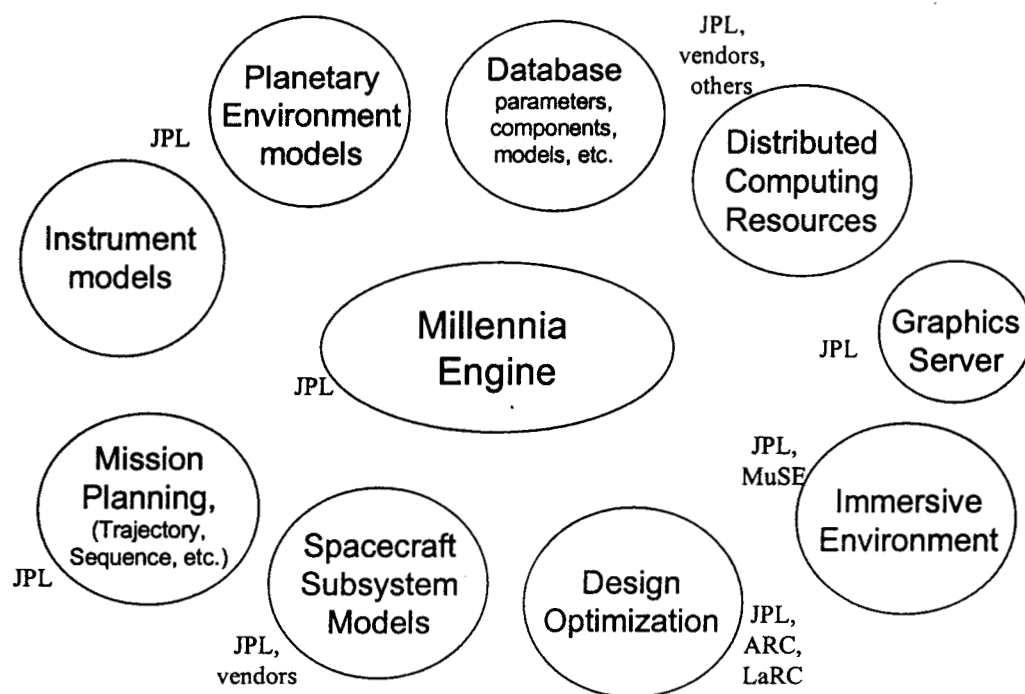 JPL,
vendors,
others
Planetary
Environment
models
JPL
Database
parameters,
components,
models, etc.
Distributed
Computing
Resources
Instrument
models
Millennia
Engine
JPL
Graphics
Server
JPL
Mission
Planning,
(Trajectory,
Sequence, etc.)
JPL
Spacecraft
Subsystem
Models
JPL,
vendors
Design
Optimization
JPL,
ARC,
LaRC
JPL,
MuSE
Immersive
Environment